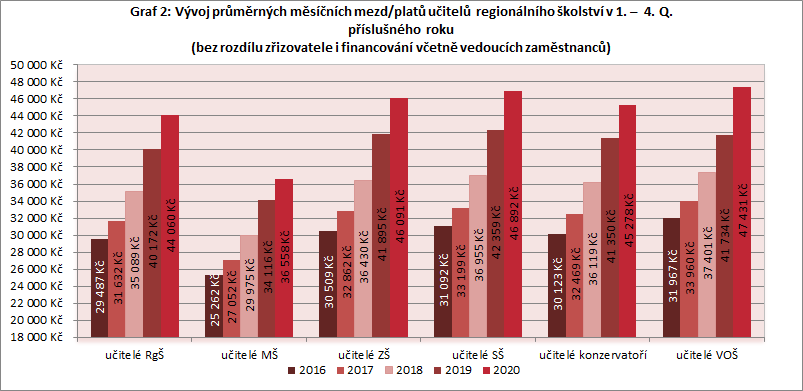 Graf 2: Vývoj průměrných měsíčních mezd/platů učitelů regionálního školství v 1. – 4. Q.
příslušného roku
(bez rozdílu zřizovatele i financování včetně vedoucích zaměstnanců)
50 000 Kč
48 000 Kč
46 000 Kč
44 000 Kč
42 000 Kč
40 000 Kč
38 000 Kč
36 000 Kč
34 000 Kč
32 000 Kč
30 000 Kč
28 000 Kč
26 000 Kč
24 000 Kč
22 000 Kč
20 000 Kč
18 000 Kč
29 487 Kč
31 632 Kč
35 089 Kč
40 172 Kč
44 060 Kč
25 262 Kč
27 052 Kč
29 975 Kč
34 116 Kč
36 558 Kč
30 509 Kč
32 862 Kč
36 430 Kč
41 895 Kč
46 091 Kč
31 092 Kč
33 199 Kč
36 955 Kč
42 359 Kč
46 892 Kč
30 123 Kč
32 469 Kč
36 119 Kč
41 350 Kč
45 278 Kč
31 967 Kč
33 960 Kč
37 401 Kč
41 734 Kč
47 431 Kč
učitelé RgŠ
učitelé MŠ
učitelé ZŠ
učitelé SŠ
učitelé konzervatoří
učitelé VOŠ
2016
2017
2018
2019
2020